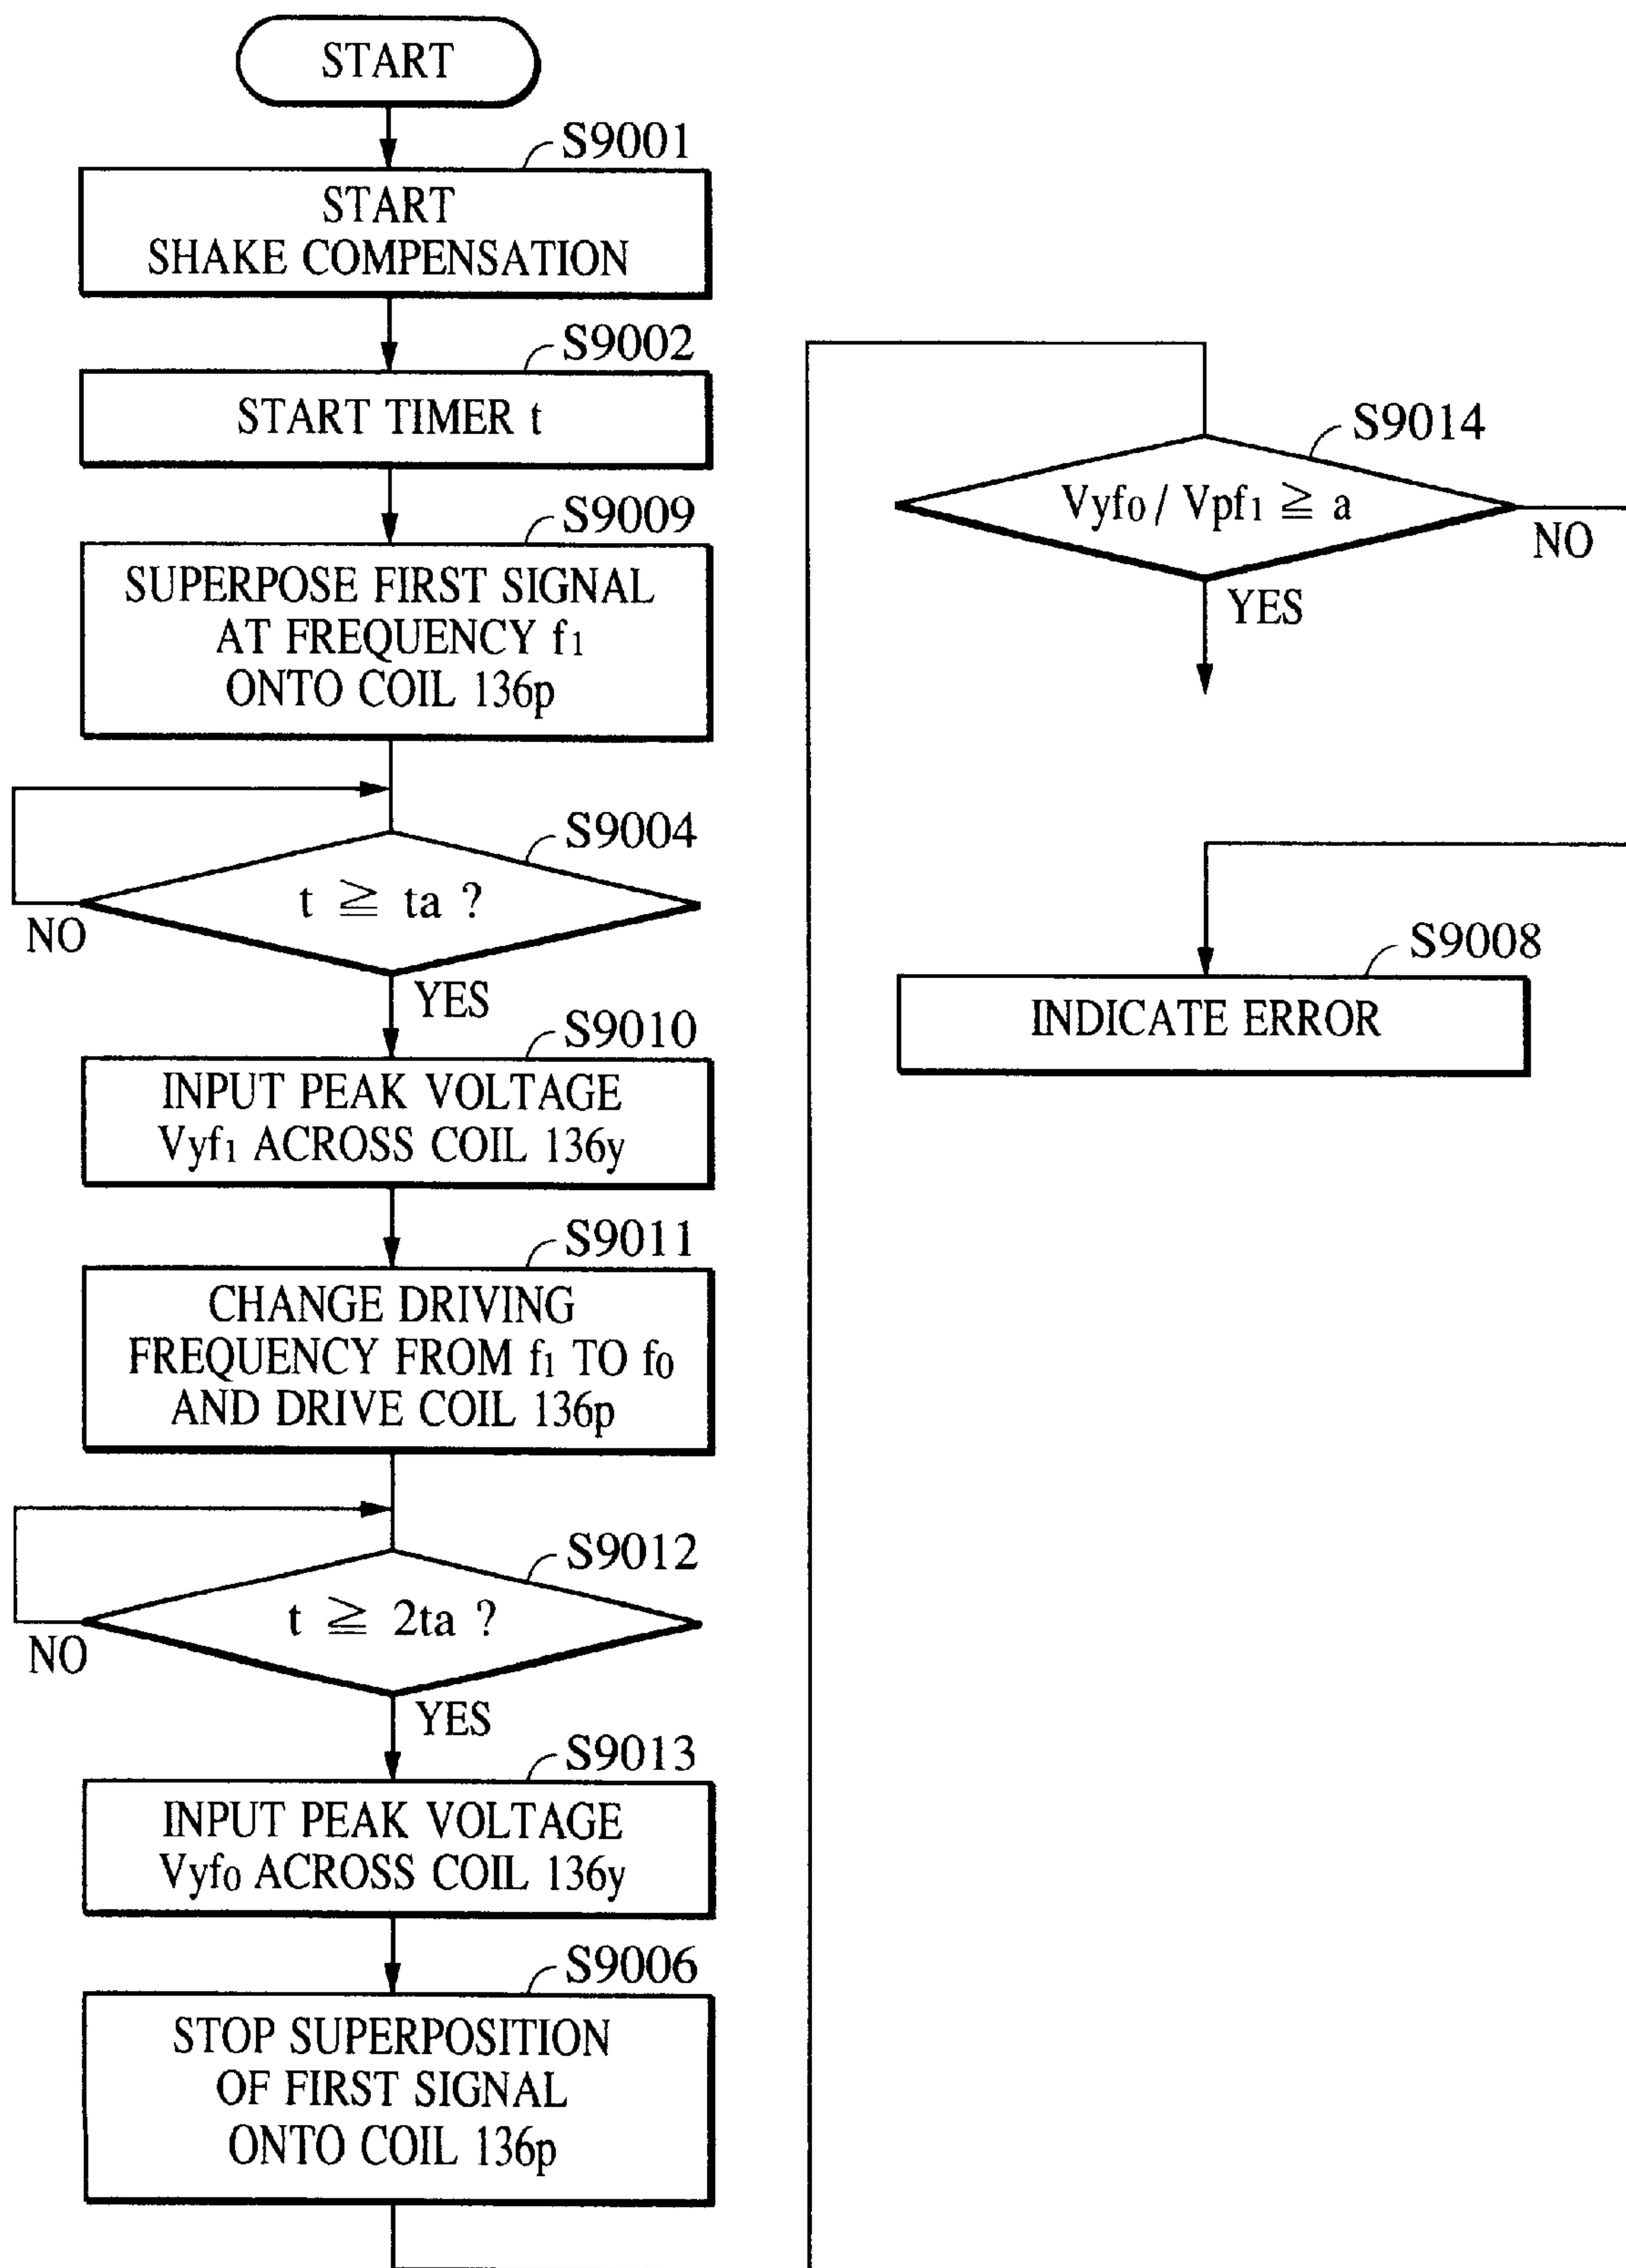 START
S9001
START
SHAKE COMPENSATION
S9002
START TIMER t
S9009
SUPERPOSE FIRST SIGNAL
AT FREQUENCY f1
ONTO COIL 136p
S9004
t ≧ ta ?
NO
YES
S9010
INPUT PEAK VOLTAGE
Vyf1 ACROSS COIL 136y
S9011
CHANGE DRIVING
FREQUENCY FROM f1 TO f0
AND DRIVE COIL 136p
S9012
t ≧ 2ta ?
NO
YES
S9013
INPUT PEAK VOLTAGE
Vyf0 ACROSS COIL 136y
S9006
STOP SUPERPOSITION
OF FIRST SIGNAL
ONTO COIL 136p
S9014
Vyf0 / Vpf1 ≧ a
NO
YES
S9008
INDICATE ERROR